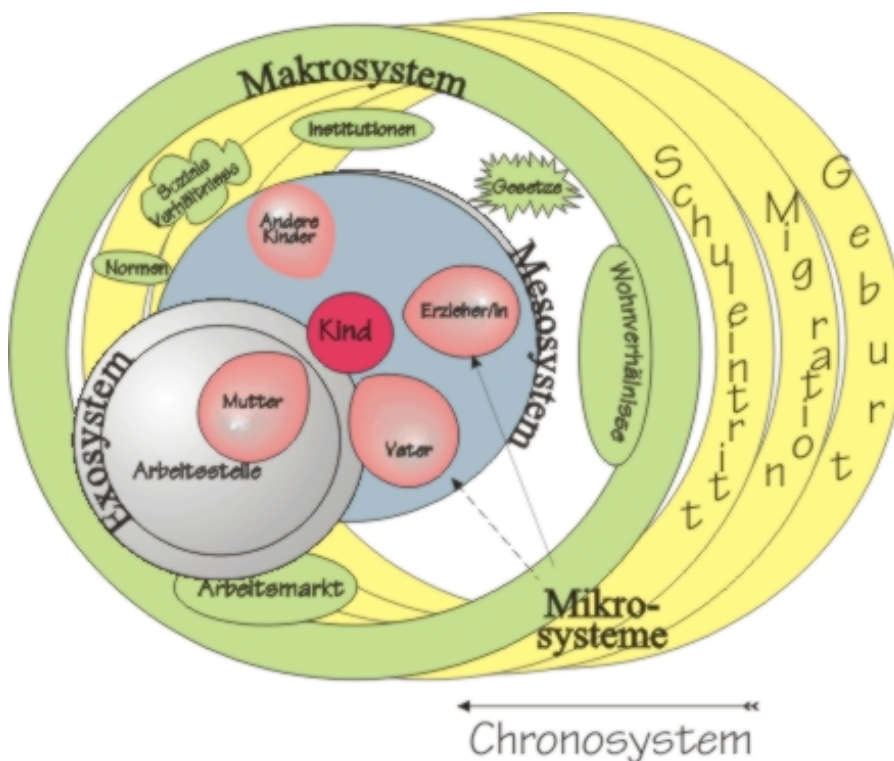 Makrosystem
Institutionen
Soziale
Verhältnisse
Gesetze
Normen
Andere
Kinder
Mesosystem
Erzieher/in
Kind
Wohnverhälnisse
Exosystem
Mutter
Vater
Arbeitsstelle
Arbeitsmarkt
Mikro-
systeme
Schuleintritt
Migration
Geburt
Chronosystem